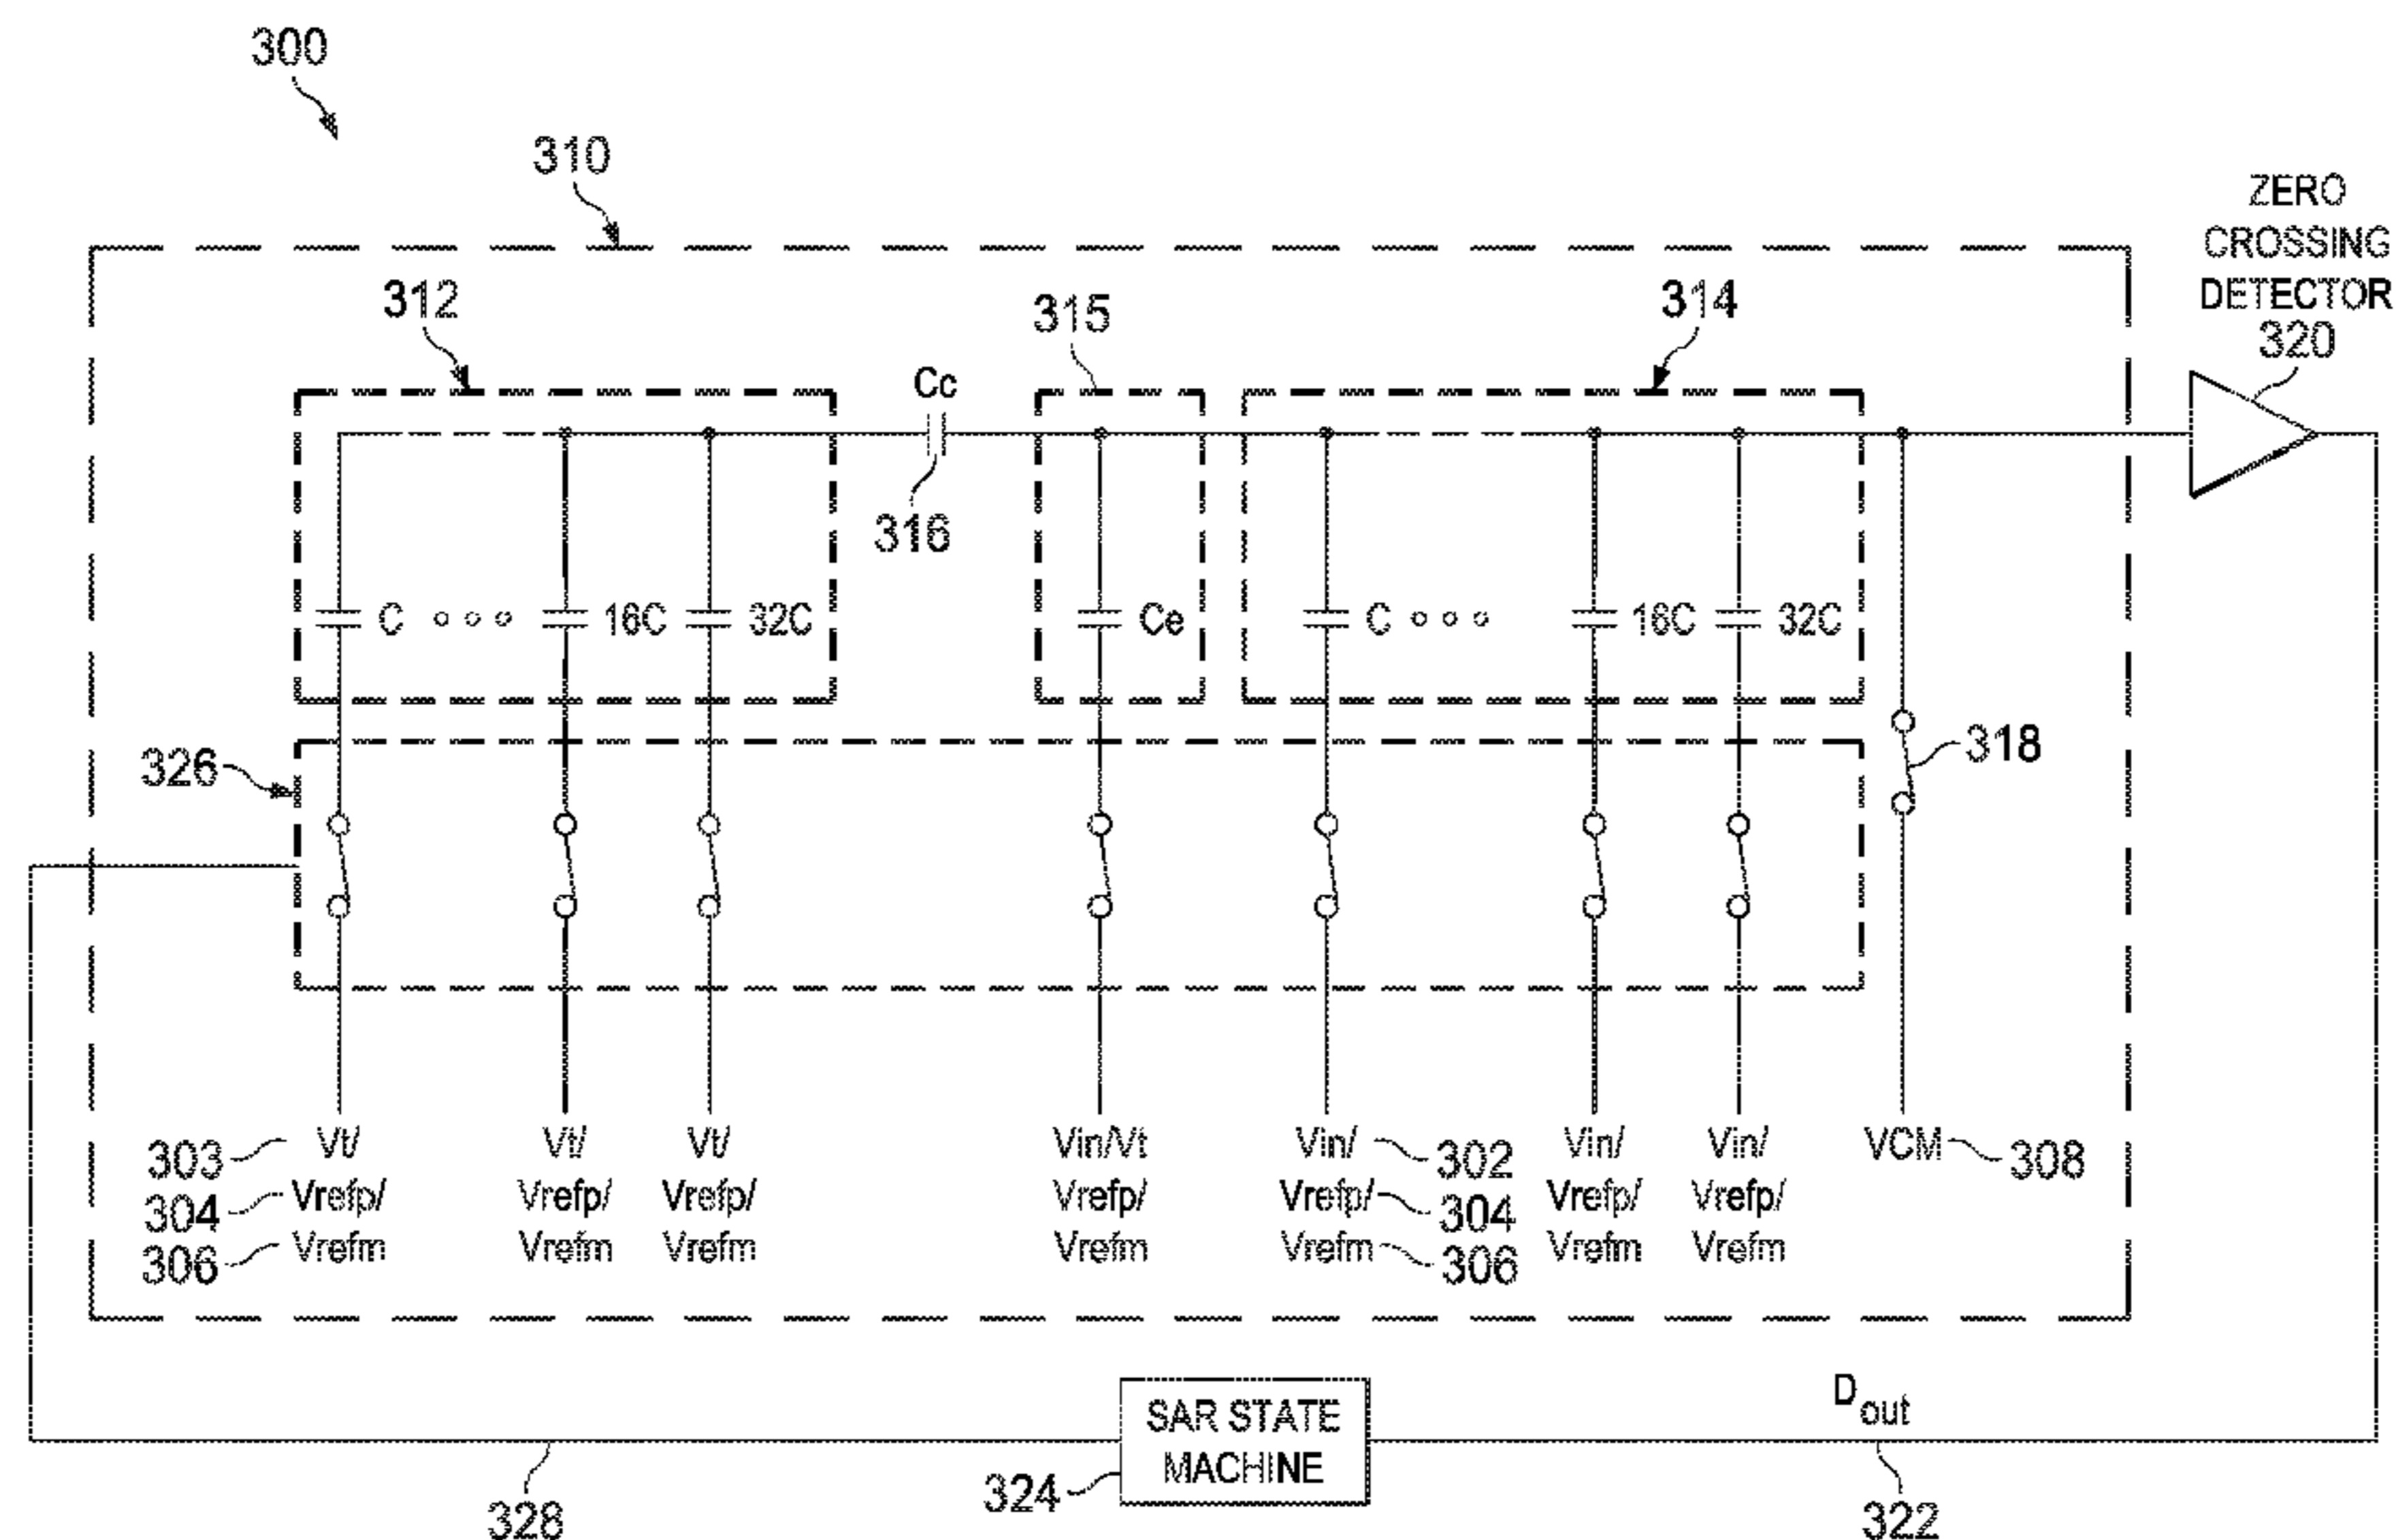 300
310
ZERO
CROSSING
DETECTOR
320
312
Cc
315
314
316
C
16C
32C
Ce
C
16C
32C
326
318
303 Vt/ Vt/ Vt/ Vin/Vt Vin/ 302 Vin/ Vin/ VCM 308
304 Vrefp/ Vrefp/ Vrefp/ Vrefp/ Vrefp/ 304 Vrefp/ Vrefp/
306 Vrefm Vrefm Vrefm Vrefm Vrefm 306 Vrefm Vrefm
SAR STATE
MACHINE
324
Dout
328
322